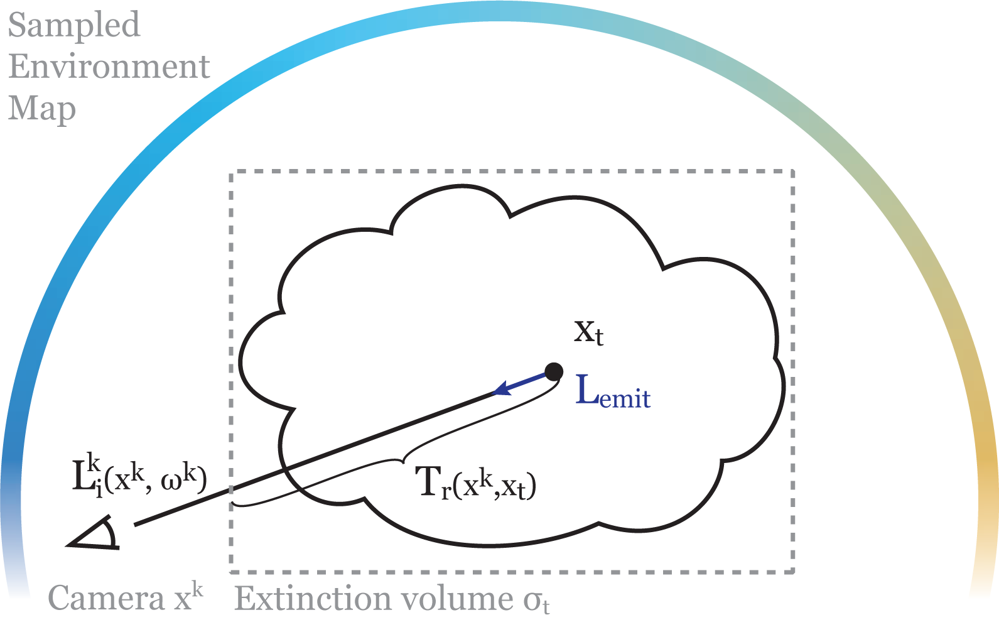 Sampled
Environment
Map
xₜ
Lemit
Lᵢᵏ(xᵏ, ωᵏ)
Tᵣ(xᵏ,xₜ)
Camera xᵏ
Extinction volume σₜ